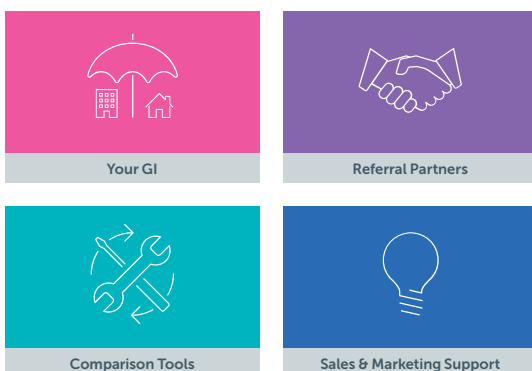 Your GI
Referral Partners
Comparison Tools
Sales & Marketing Support